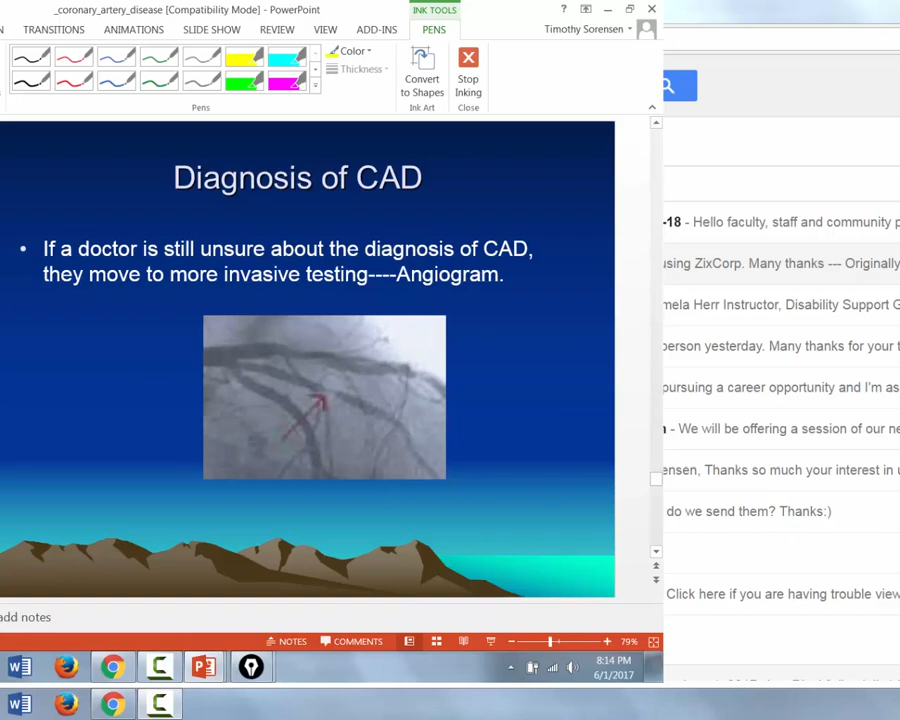 _coronary_artery_disease [Compatibility Mode] - PowerPoint
INK TOOLS
?
TRANSITIONS ANIMATIONS SLIDE SHOW REVIEW VIEW ADD-INS PENS
Timothy Sorensen
Color
Thickness
Convert
to Shapes
Stop
Inking
Pens
Ink Art
Close
Diagnosis of CAD
• If a doctor is still unsure about the diagnosis of CAD,
they move to more invasive testing----Angiogram.
add notes
NOTES COMMENTS 79%
8:14 PM
6/1/2017
-18 - Hello faculty, staff and community p
using ZixCorp. Many thanks --- Originally
mela Herr Instructor, Disability Support G
person yesterday. Many thanks for your t
pursuing a career opportunity and I'm as
- We will be offering a session of our ne
ensen, Thanks so much your interest in u
do we send them? Thanks:)
Click here if you are having trouble view